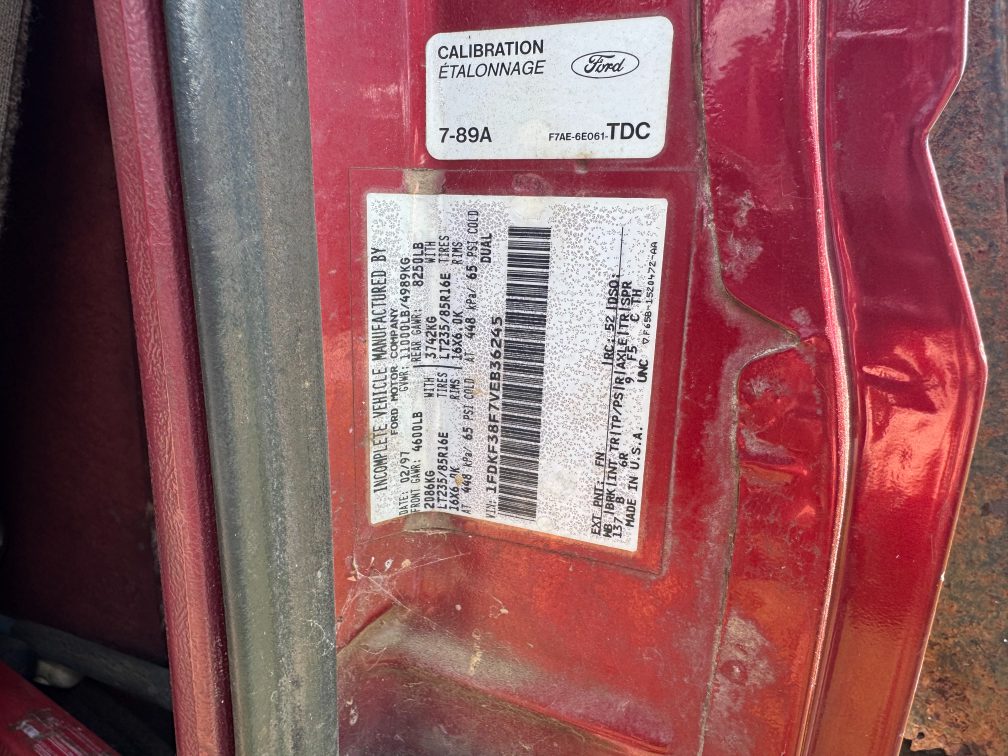 CALIBRATION
ÉTALONNAGE
Ford
7-89A
F7AE-6E061-TDC
INCOMPLETE VEHICLE MANUFACTURED BY
FORD MOTOR COMPANY
DATE: 02/97 GVWR: 11000LB/4989KG
FRONT GAWR: 4600LB REAR GAWR: 8250LB
2086KG WITH 3742KG WITH
LT235/85R16E TIRES LT235/85R16E TIRES
16X6.0K RIMS 16X6.0K RIMS
AT 448 kPa/ 65 PSI COLD AT 448 kPa/ 65 PSI COLD
DUAL
VIN: 1FDKF38F7VEB36245
EXT PNT: FN RC: 52 DSO:
WB BRK INT TR TP/PS R AXLE TR SPR
137 B 6R F5 C TH
MADE IN U.S.A. UNC
F65B-1520472-AA